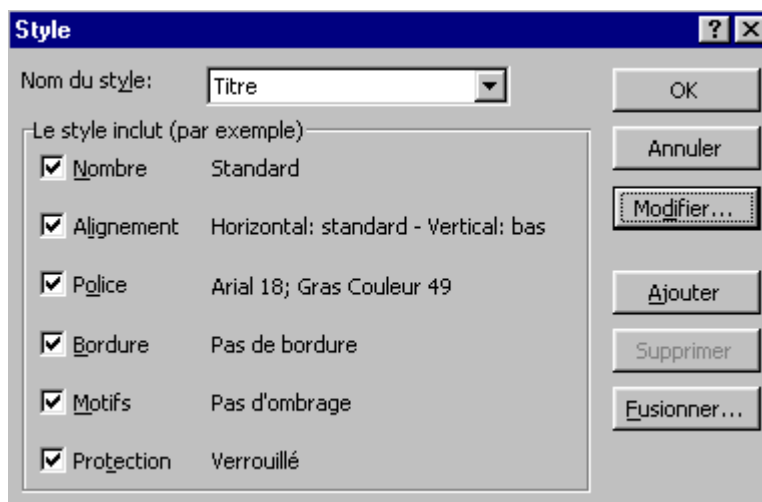 Style
Nom du style: Titre
OK
Le style inclut (par exemple)
Annuler
Nombre Standard
Modifier...
Alignement Horizontal: standard - Vertical: bas
Police Arial 18; Gras Couleur 49
Ajouter
Bordure Pas de bordure
Supprimer
Motifs Pas d'ombrage
Fusionner...
Protection Verrouillé